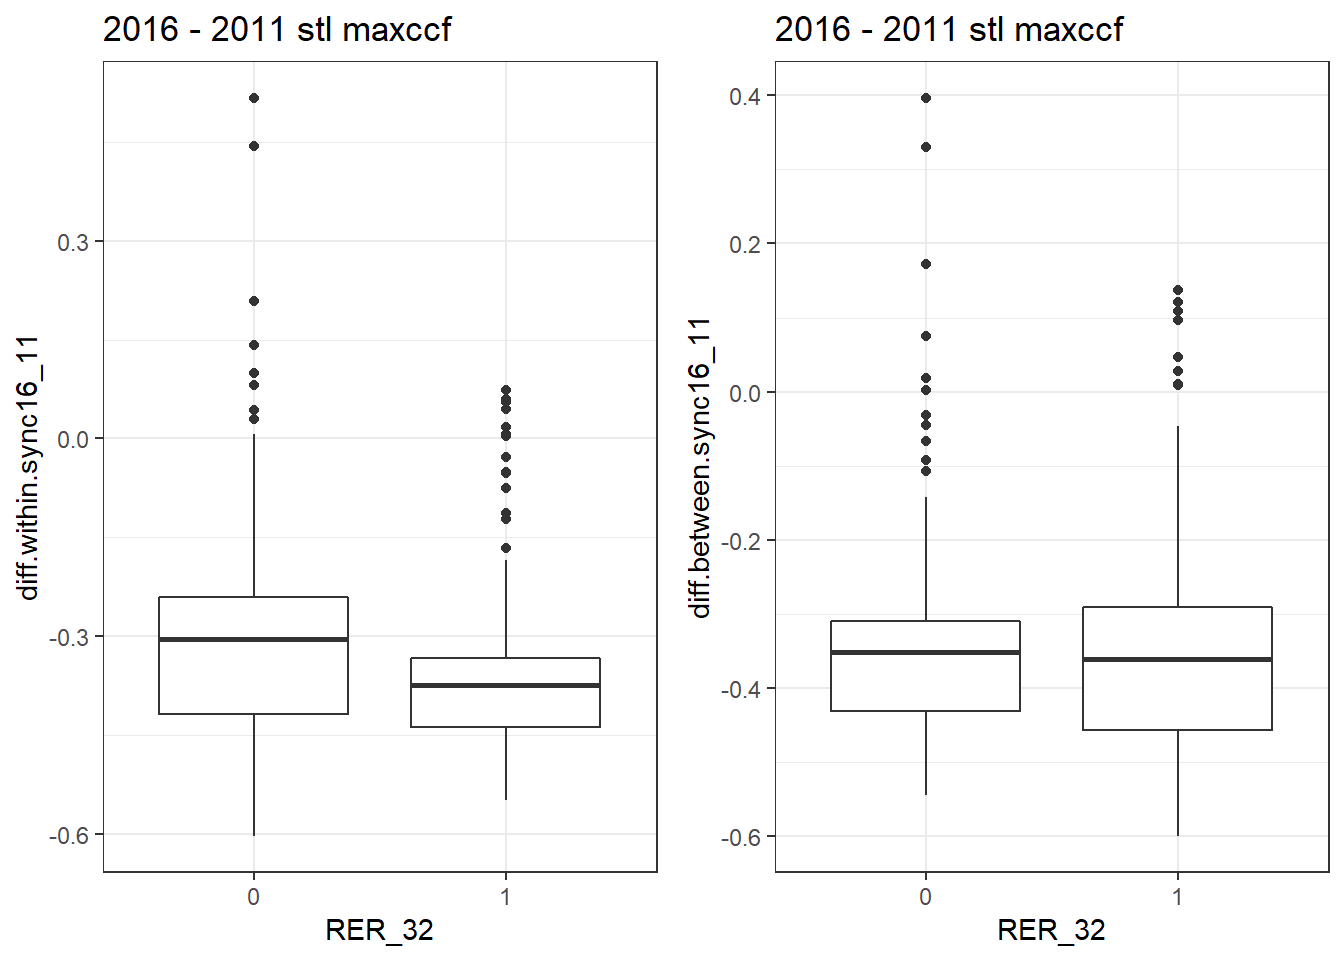 2016 - 2011 stl maxccf
diff.within.sync16_11
0.3
0.0
-0.3
-0.6
0
1
RER_32
2016 - 2011 stl maxccf
diff.between.sync16_11
0.4
0.2
0.0
-0.2
-0.4
-0.6
0
1
RER_32